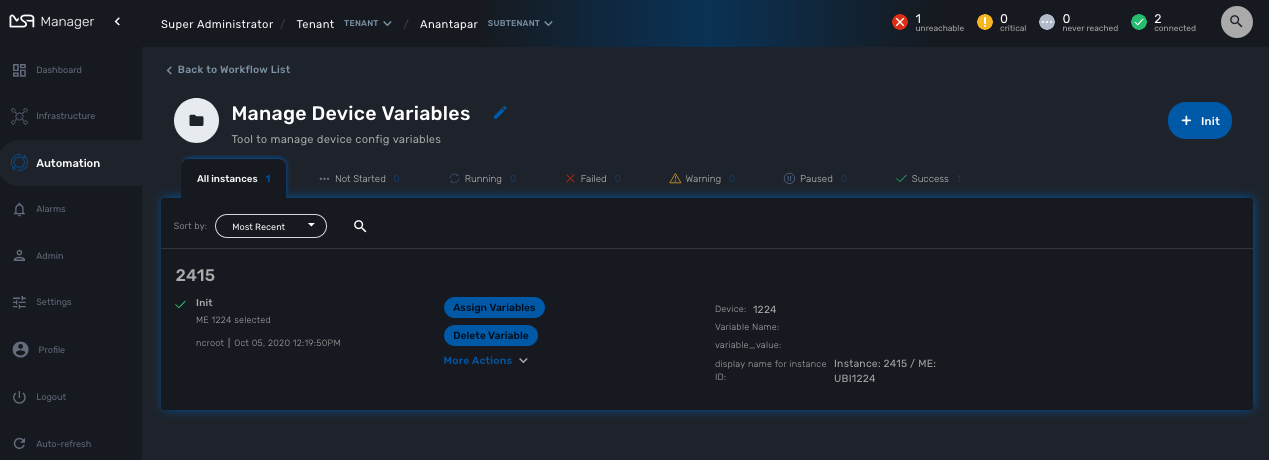 MSA Manager
Super Administrator / Tenant TENANT / Anantapar SUBTENANT
1 unreachable
0 critical
0 never reached
2 connected
Dashboard
Infrastructure
Automation
Alarms
Admin
Settings
Profile
Logout
Auto-refresh
Back to Workflow List
Manage Device Variables
Tool to manage device config variables
+ Init
All instances 1
Not Started 0
Running 0
Failed 0
Warning 0
Paused 0
Success 1
Sort by: Most Recent
2415
Init
ME 1224 selected
ncroot | Oct 05, 2020 12:19:50PM
Assign Variables
Delete Variable
More Actions
Device: 1224
Variable Name:
variable_value:
display name for instance ID: Instance: 2415 / ME:
UBI1224